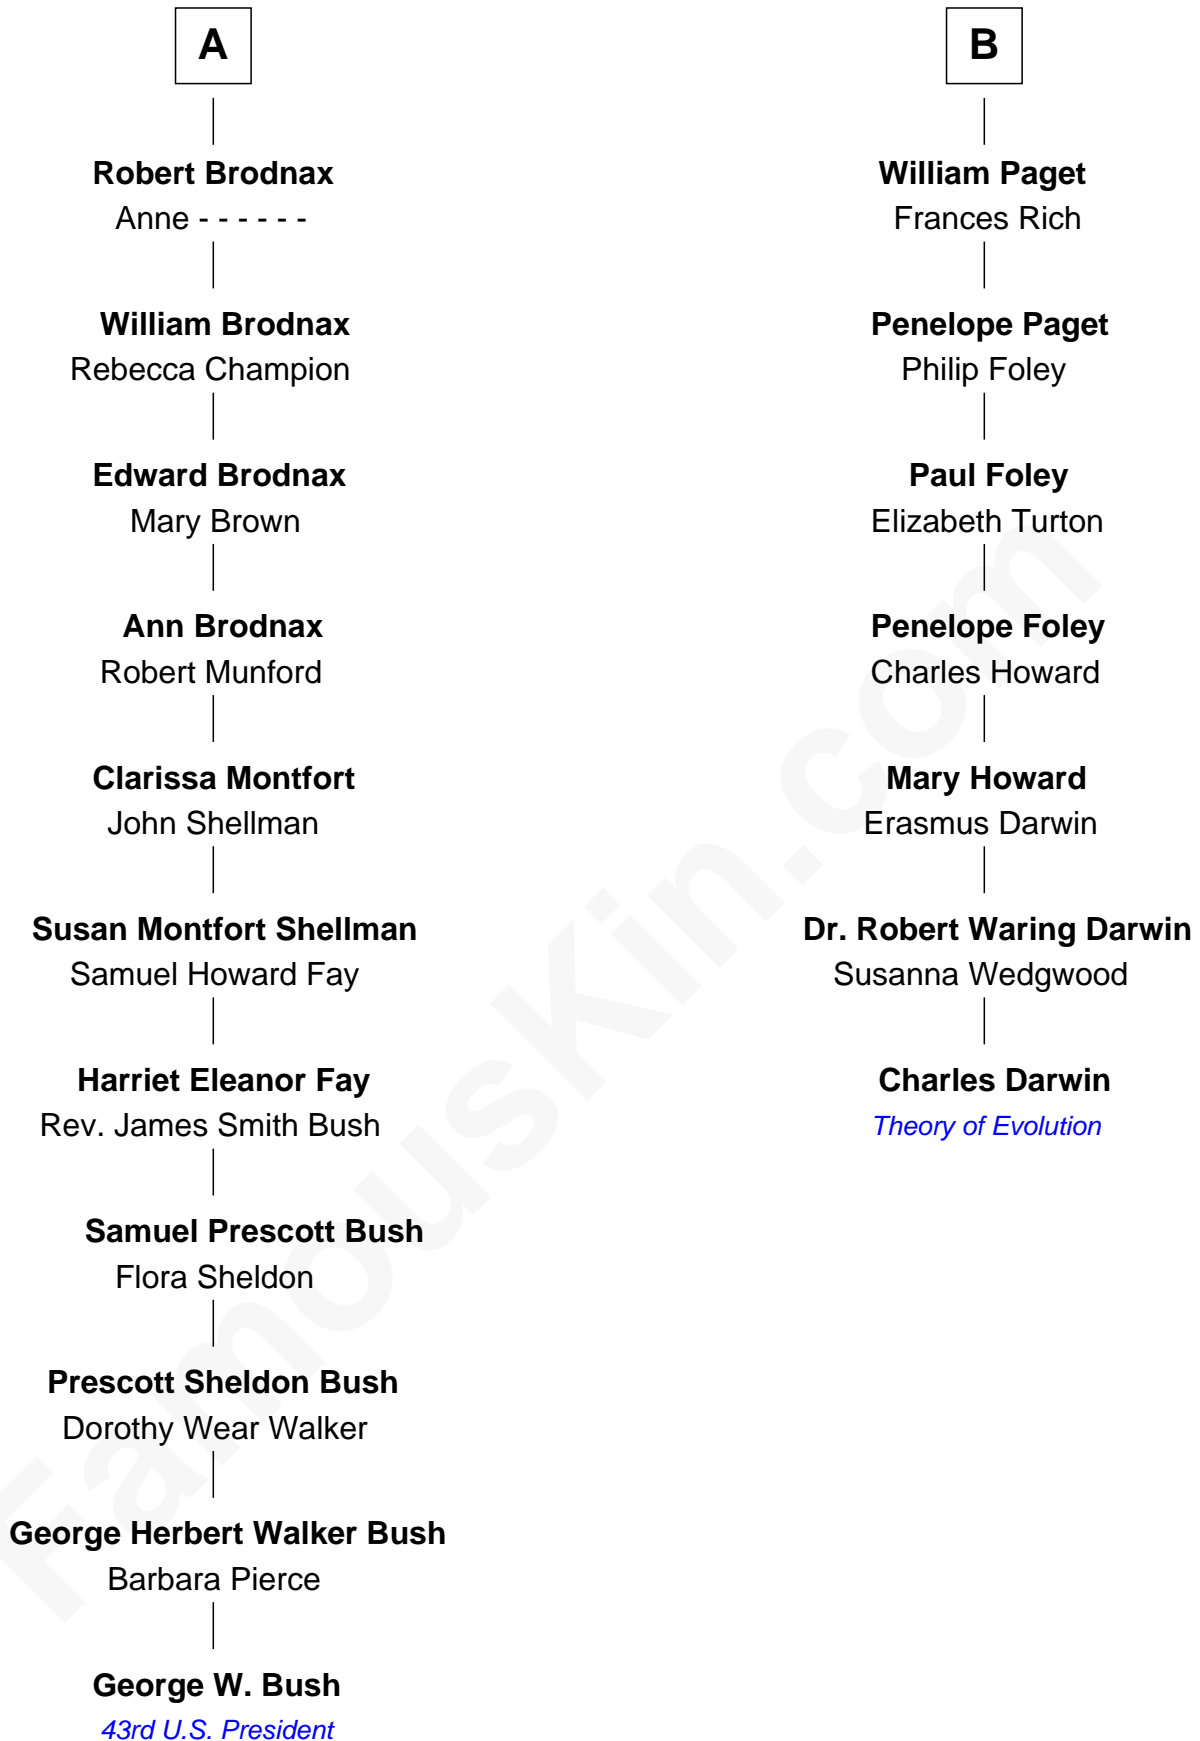 A
Robert Brodnax
Anne - - - - - -
William Brodnax
Rebecca Champion
Edward Brodnax
Mary Brown
Ann Brodnax
Robert Munford
Clarissa Montfort
John Shellman
Susan Montfort Shellman
Samuel Howard Fay
Harriet Eleanor Fay
Rev. James Smith Bush
Samuel Prescott Bush
Flora Sheldon
Prescott Sheldon Bush
Dorothy Wear Walker
George Herbert Walker Bush
Barbara Pierce
George W. Bush
43rd U.S. President
B
William Paget
Frances Rich
Penelope Paget
Philip Foley
Paul Foley
Elizabeth Turton
Penelope Foley
Charles Howard
Mary Howard
Erasmus Darwin
Dr. Robert Waring Darwin
Susanna Wedgwood
Charles Darwin
Theory of Evolution
FamousKin.com